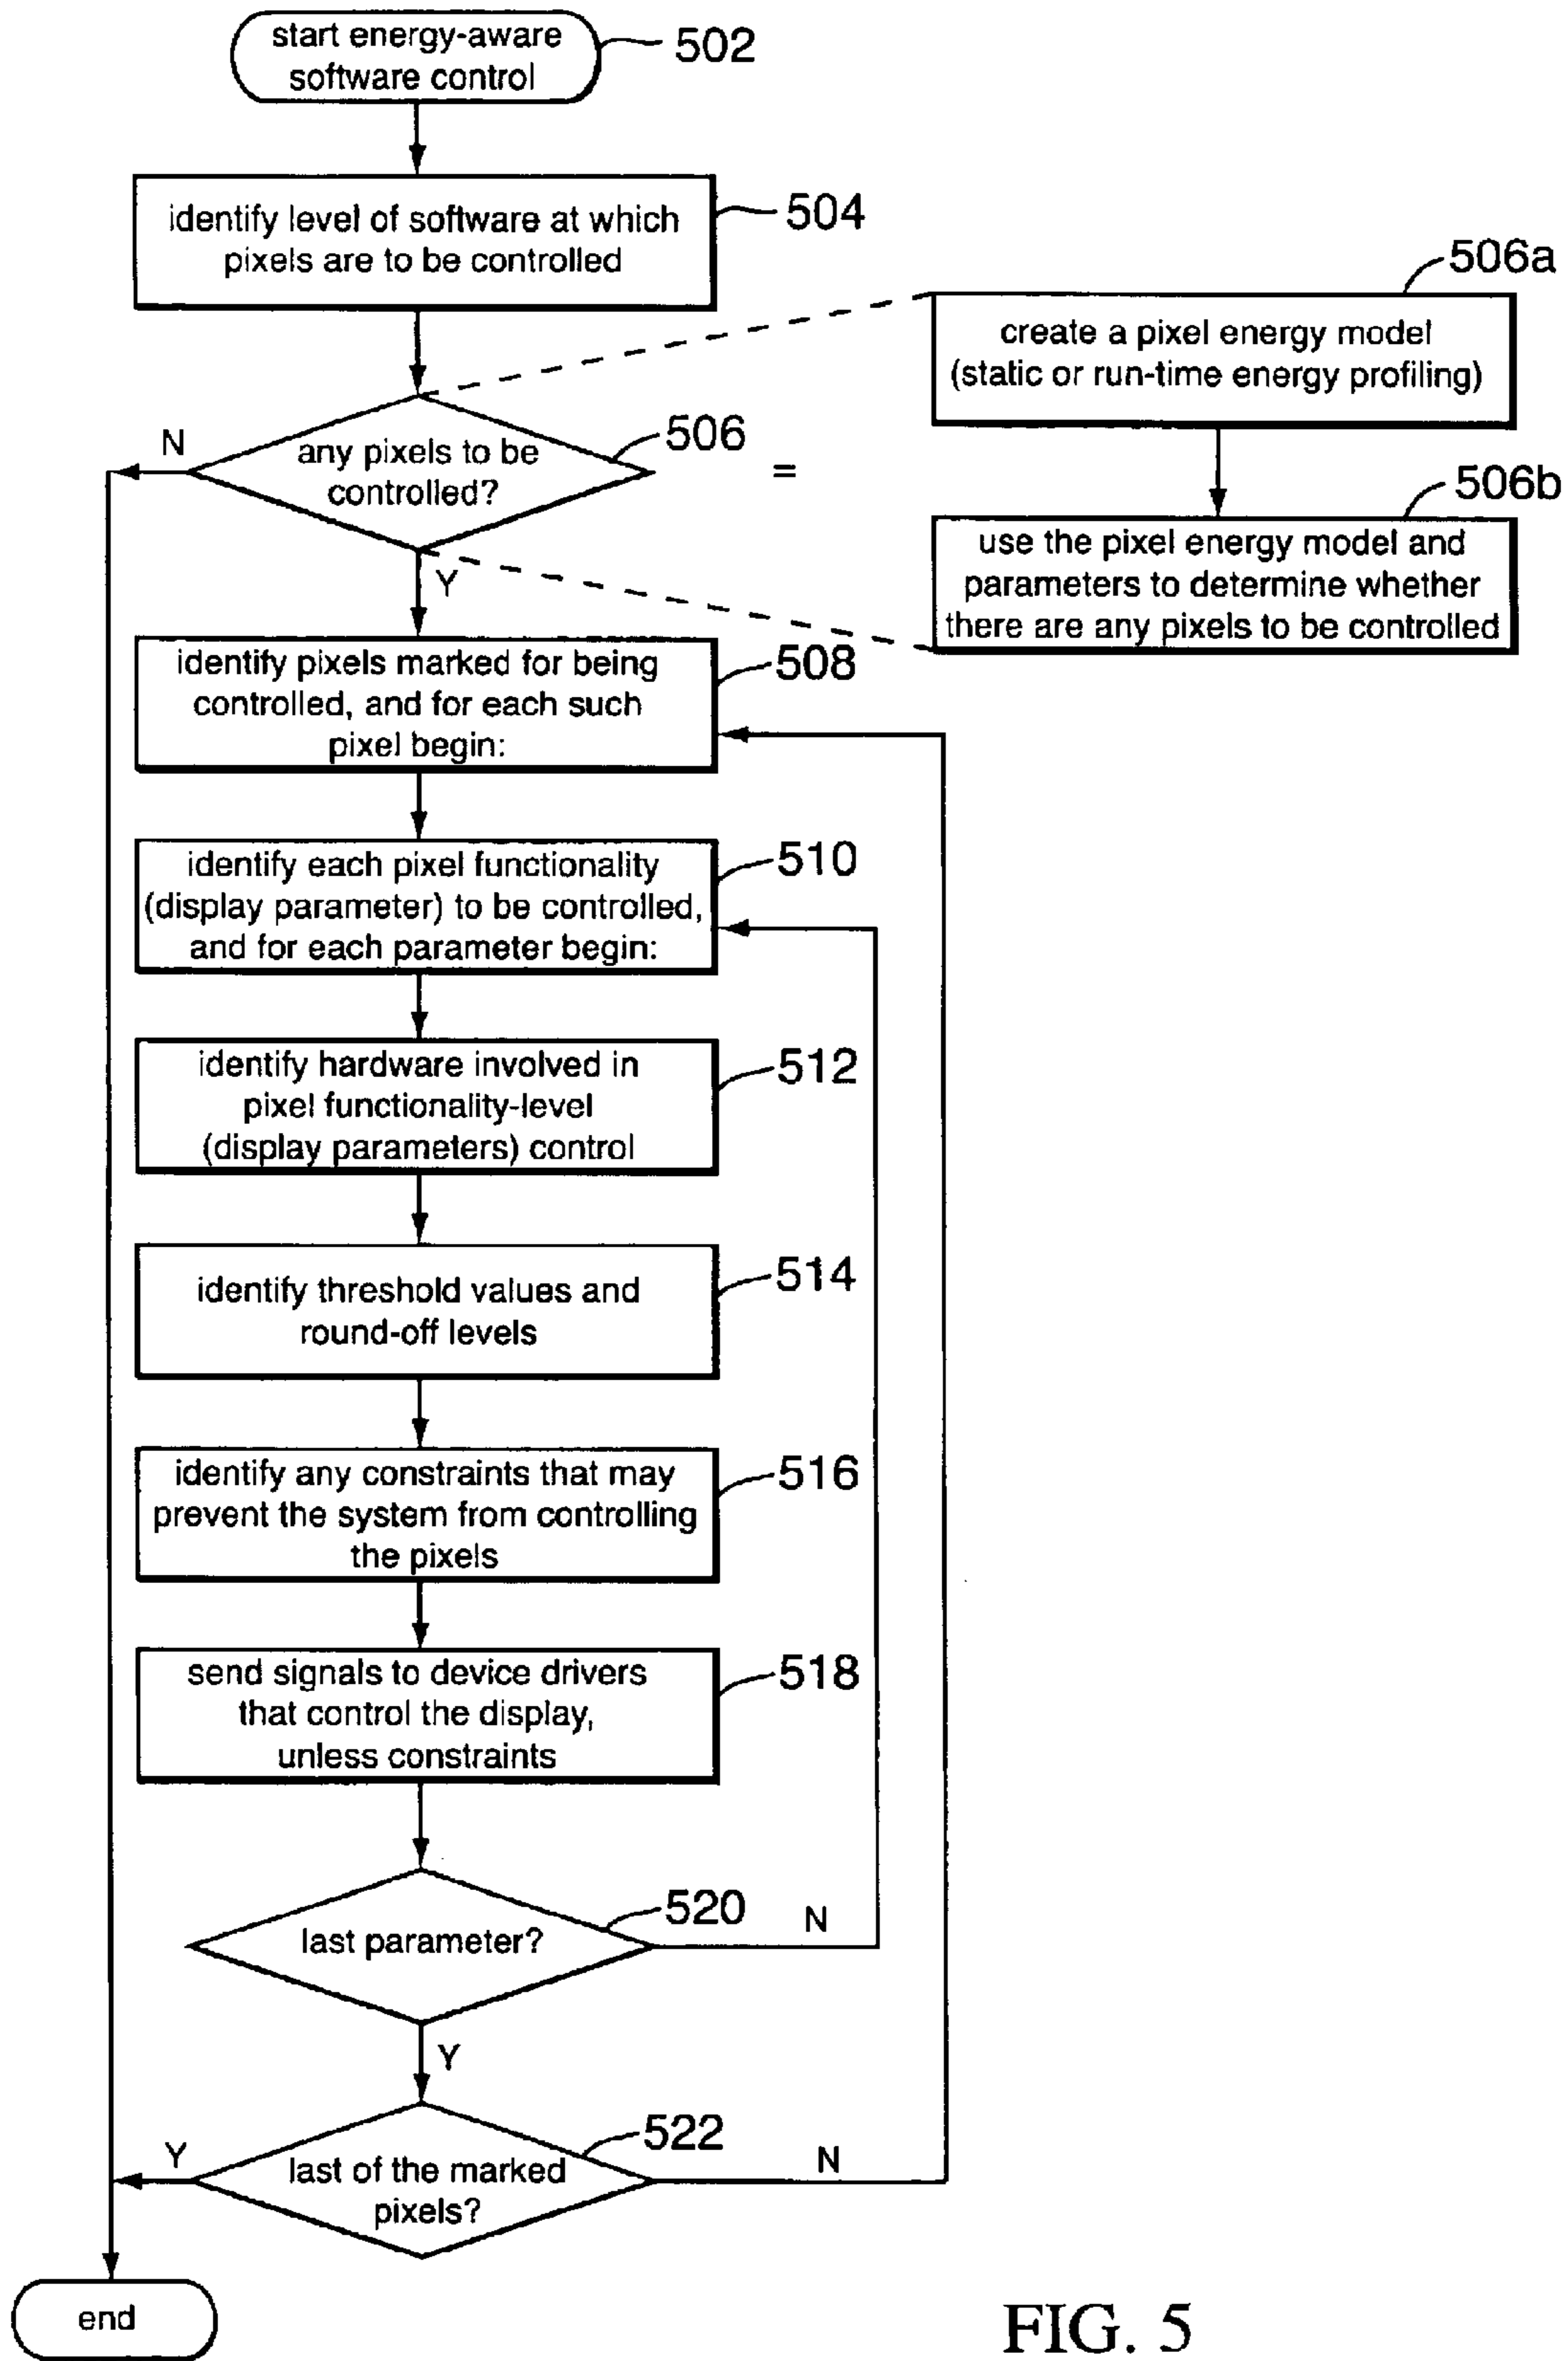 start energy-aware
software control
502
identify level of software at which
pixels are to be controlled
504
506a
create a pixel energy model
(static or run-time energy profiling)
N
any pixels to be
controlled?
506
=
506b
use the pixel energy model and
parameters to determine whether
there are any pixels to be controlled
Y
identify pixels marked for being
controlled, and for each such
pixel begin:
508
identify each pixel functionality
(display parameter) to be controlled,
and for each parameter begin:
510
identify hardware involved in
pixel functionality-level
(display parameters) control
512
identify threshold values and
round-off levels
514
identify any constraints that may
prevent the system from controlling
the pixels
516
send signals to device drivers
that control the display,
unless constraints
518
last parameter?
520
N
Y
last of the marked
pixels?
522
Y
N
end
FIG. 5